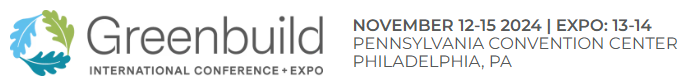 Greenbuild
INTERNATIONAL CONFERENCE + EXPO
NOVEMBER 12-15 2024 | EXPO: 13-14
PENNSYLVANIA CONVENTION CENTER
PHILADELPHIA, PA